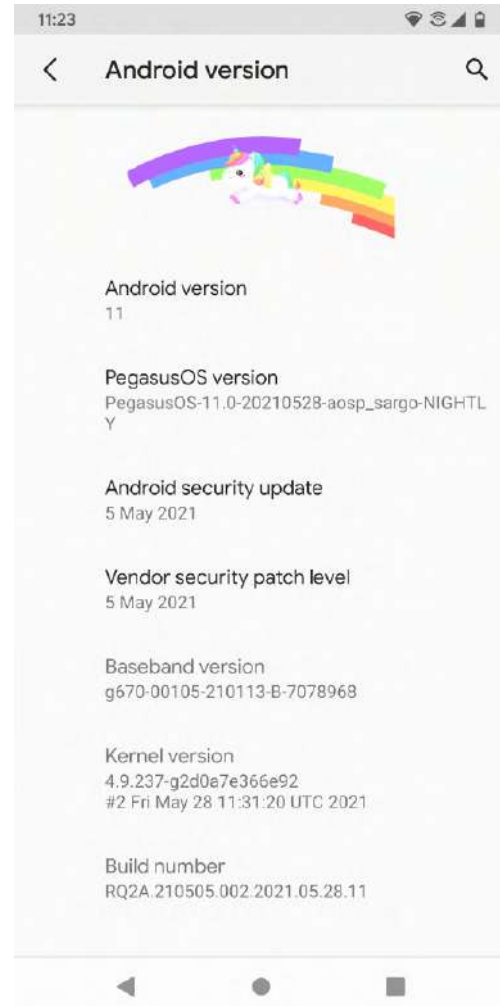 11:23
Android version
Android version
11
PegasusOS version
PegasusOS-11.0-20210528-aosp_sargo-NIGHTL
Y
Android security update
5 May 2021
Vendor security patch level
5 May 2021
Baseband version
g670-00105-210113-B-7078968
Kernel version
4.9.237-g2d0a7e366e92
#2 Fri May 28 11:31:20 UTC 2021
Build number
RQ2A.210505.002.2021.05.28.11